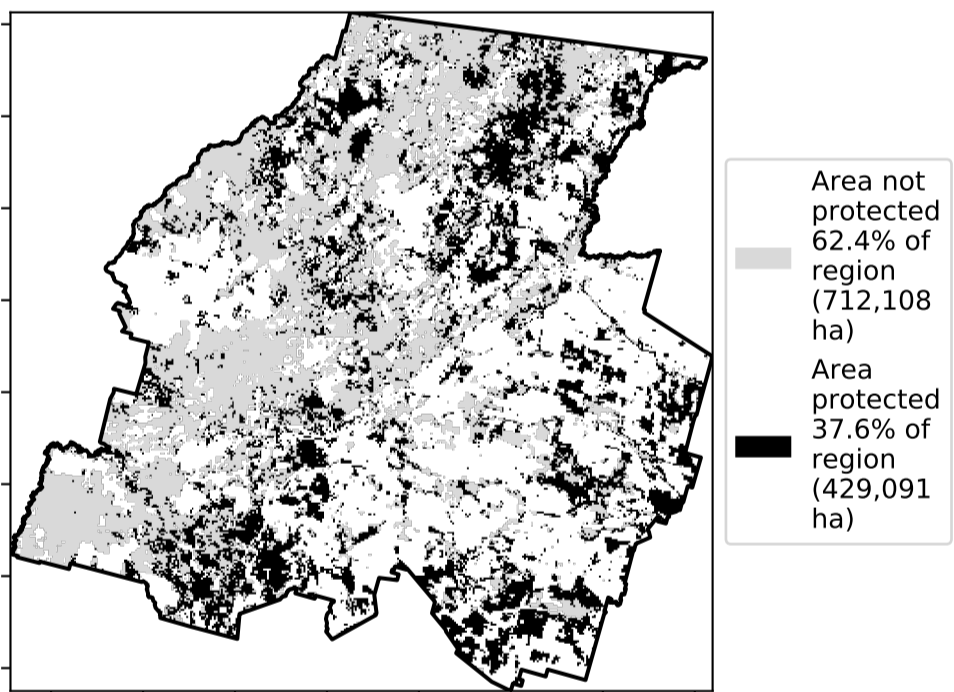 Area not
protected
62.4% of
region
(712,108
ha)
Area
protected
37.6% of
region
(429,091
ha)